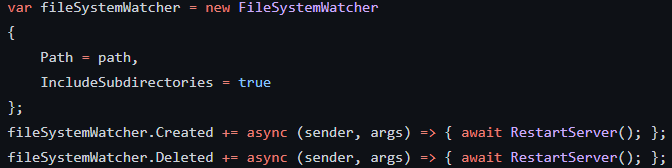 var fileSystemWatcher = new FileSystemWatcher
{
    Path = path,
    IncludeSubdirectories = true
};
fileSystemWatcher.Created += async (sender, args) => { await RestartServer(); };
fileSystemWatcher.Deleted += async (sender, args) => { await RestartServer(); };